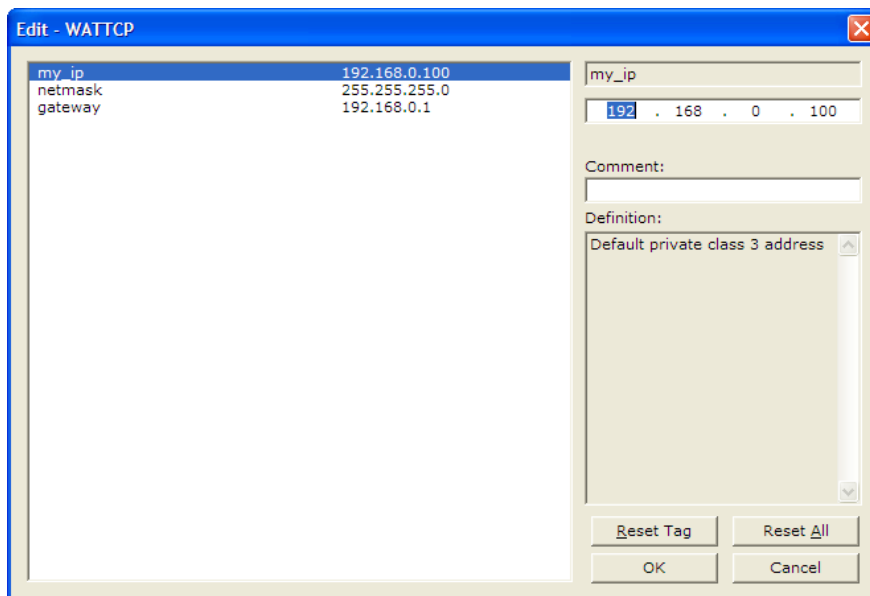 Edit - WATTCP
my_ip 192.168.0.100
netmask 255.255.255.0
gateway 192.168.0.1
my_ip
192 . 168 . 0 . 100
Comment:
Definition:
Default private class 3 address
Reset Tag Reset All
OK Cancel